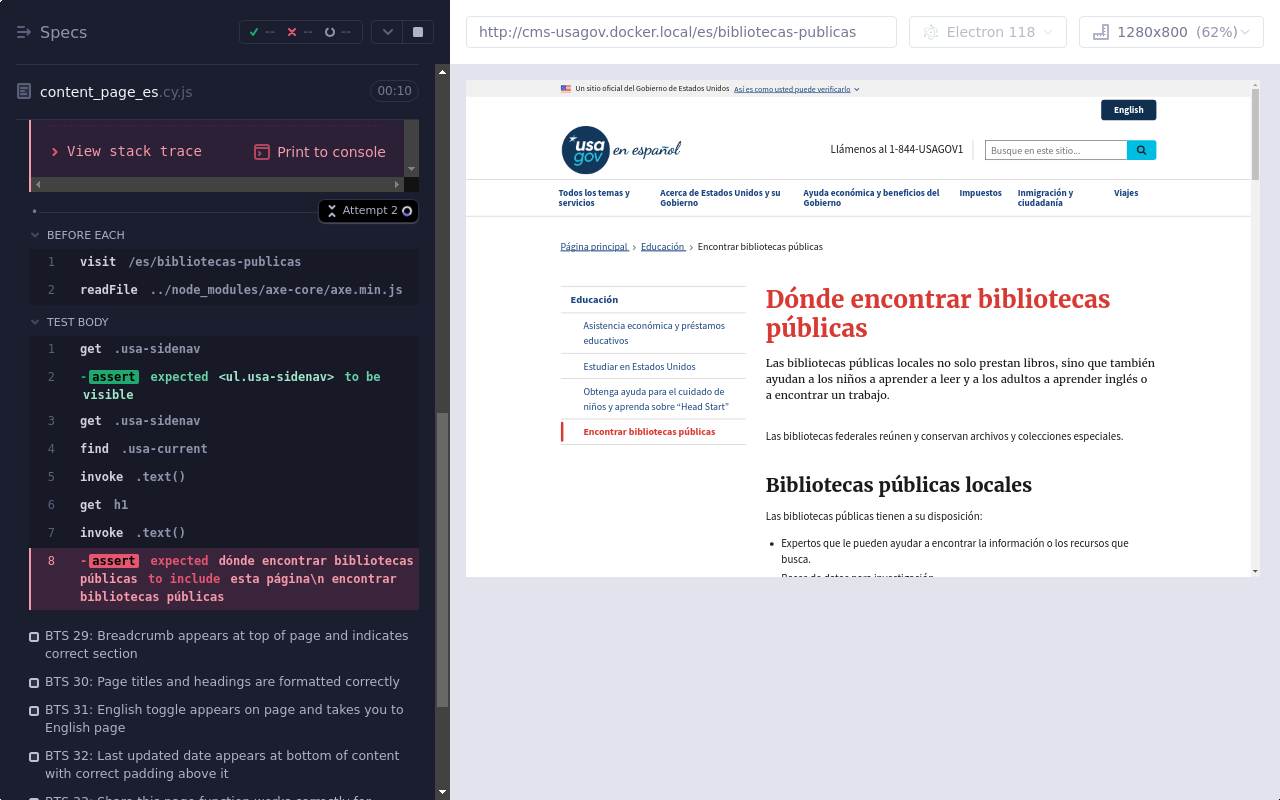 Specs
-- -- --
content_page_es.cy.js
00:10
View stack trace
Print to console
Attempt 2
BEFORE EACH
1 visit /es/bibliotecas-publicas
2 readFile ../node_modules/axe-core/axe.min.js
TEST BODY
1 get .usa-sidenav
2 -assert expected <ul.usa-sidenav> to be
visible
3 get .usa-sidenav
4 find .usa-current
5 invoke .text()
6 get h1
7 invoke .text()
8 -assert expected dónde encontrar bibliotecas
públicas to include esta página\n encontrar
bibliotecas públicas
BTS 29: Breadcrumb appears at top of page and indicates
correct section
BTS 30: Page titles and headings are formatted correctly
BTS 31: English toggle appears on page and takes you to
English page
BTS 32: Last updated date appears at bottom of content
with correct padding above it
BTS 33: Share this page function works correctly for
http://cms-usagov.docker.local/es/bibliotecas-publicas
Electron 118
1280x800 (62%)
Un sitio oficial del Gobierno de Estados Unidos Así es como usted puede verificarlo
English
usa
gov
en español
Llámenos al 1-844-USAGOV1
Busque en este sitio...
Todos los temas y
servicios
Acerca de Estados Unidos y su
Gobierno
Ayuda económica y beneficios del
Gobierno
Impuestos
Inmigración y
ciudadanía
Viajes
Página principal › Educación › Encontrar bibliotecas públicas
Educación
Asistencia económica y préstamos
educativos
Estudiar en Estados Unidos
Obtenga ayuda para el cuidado de
niños y aprenda sobre “Head Start”
Encontrar bibliotecas públicas
Dónde encontrar bibliotecas
públicas
Las bibliotecas públicas locales no solo prestan libros, sino que también
ayudan a los niños a aprender a leer y a los adultos a aprender inglés o
a encontrar un trabajo.
Las bibliotecas federales reúnen y conservan archivos y colecciones especiales.
Bibliotecas públicas locales
Las bibliotecas públicas tienen a su disposición:
• Expertos que le pueden ayudar a encontrar la información o los recursos que
busca.
• Bases de datos para investigación